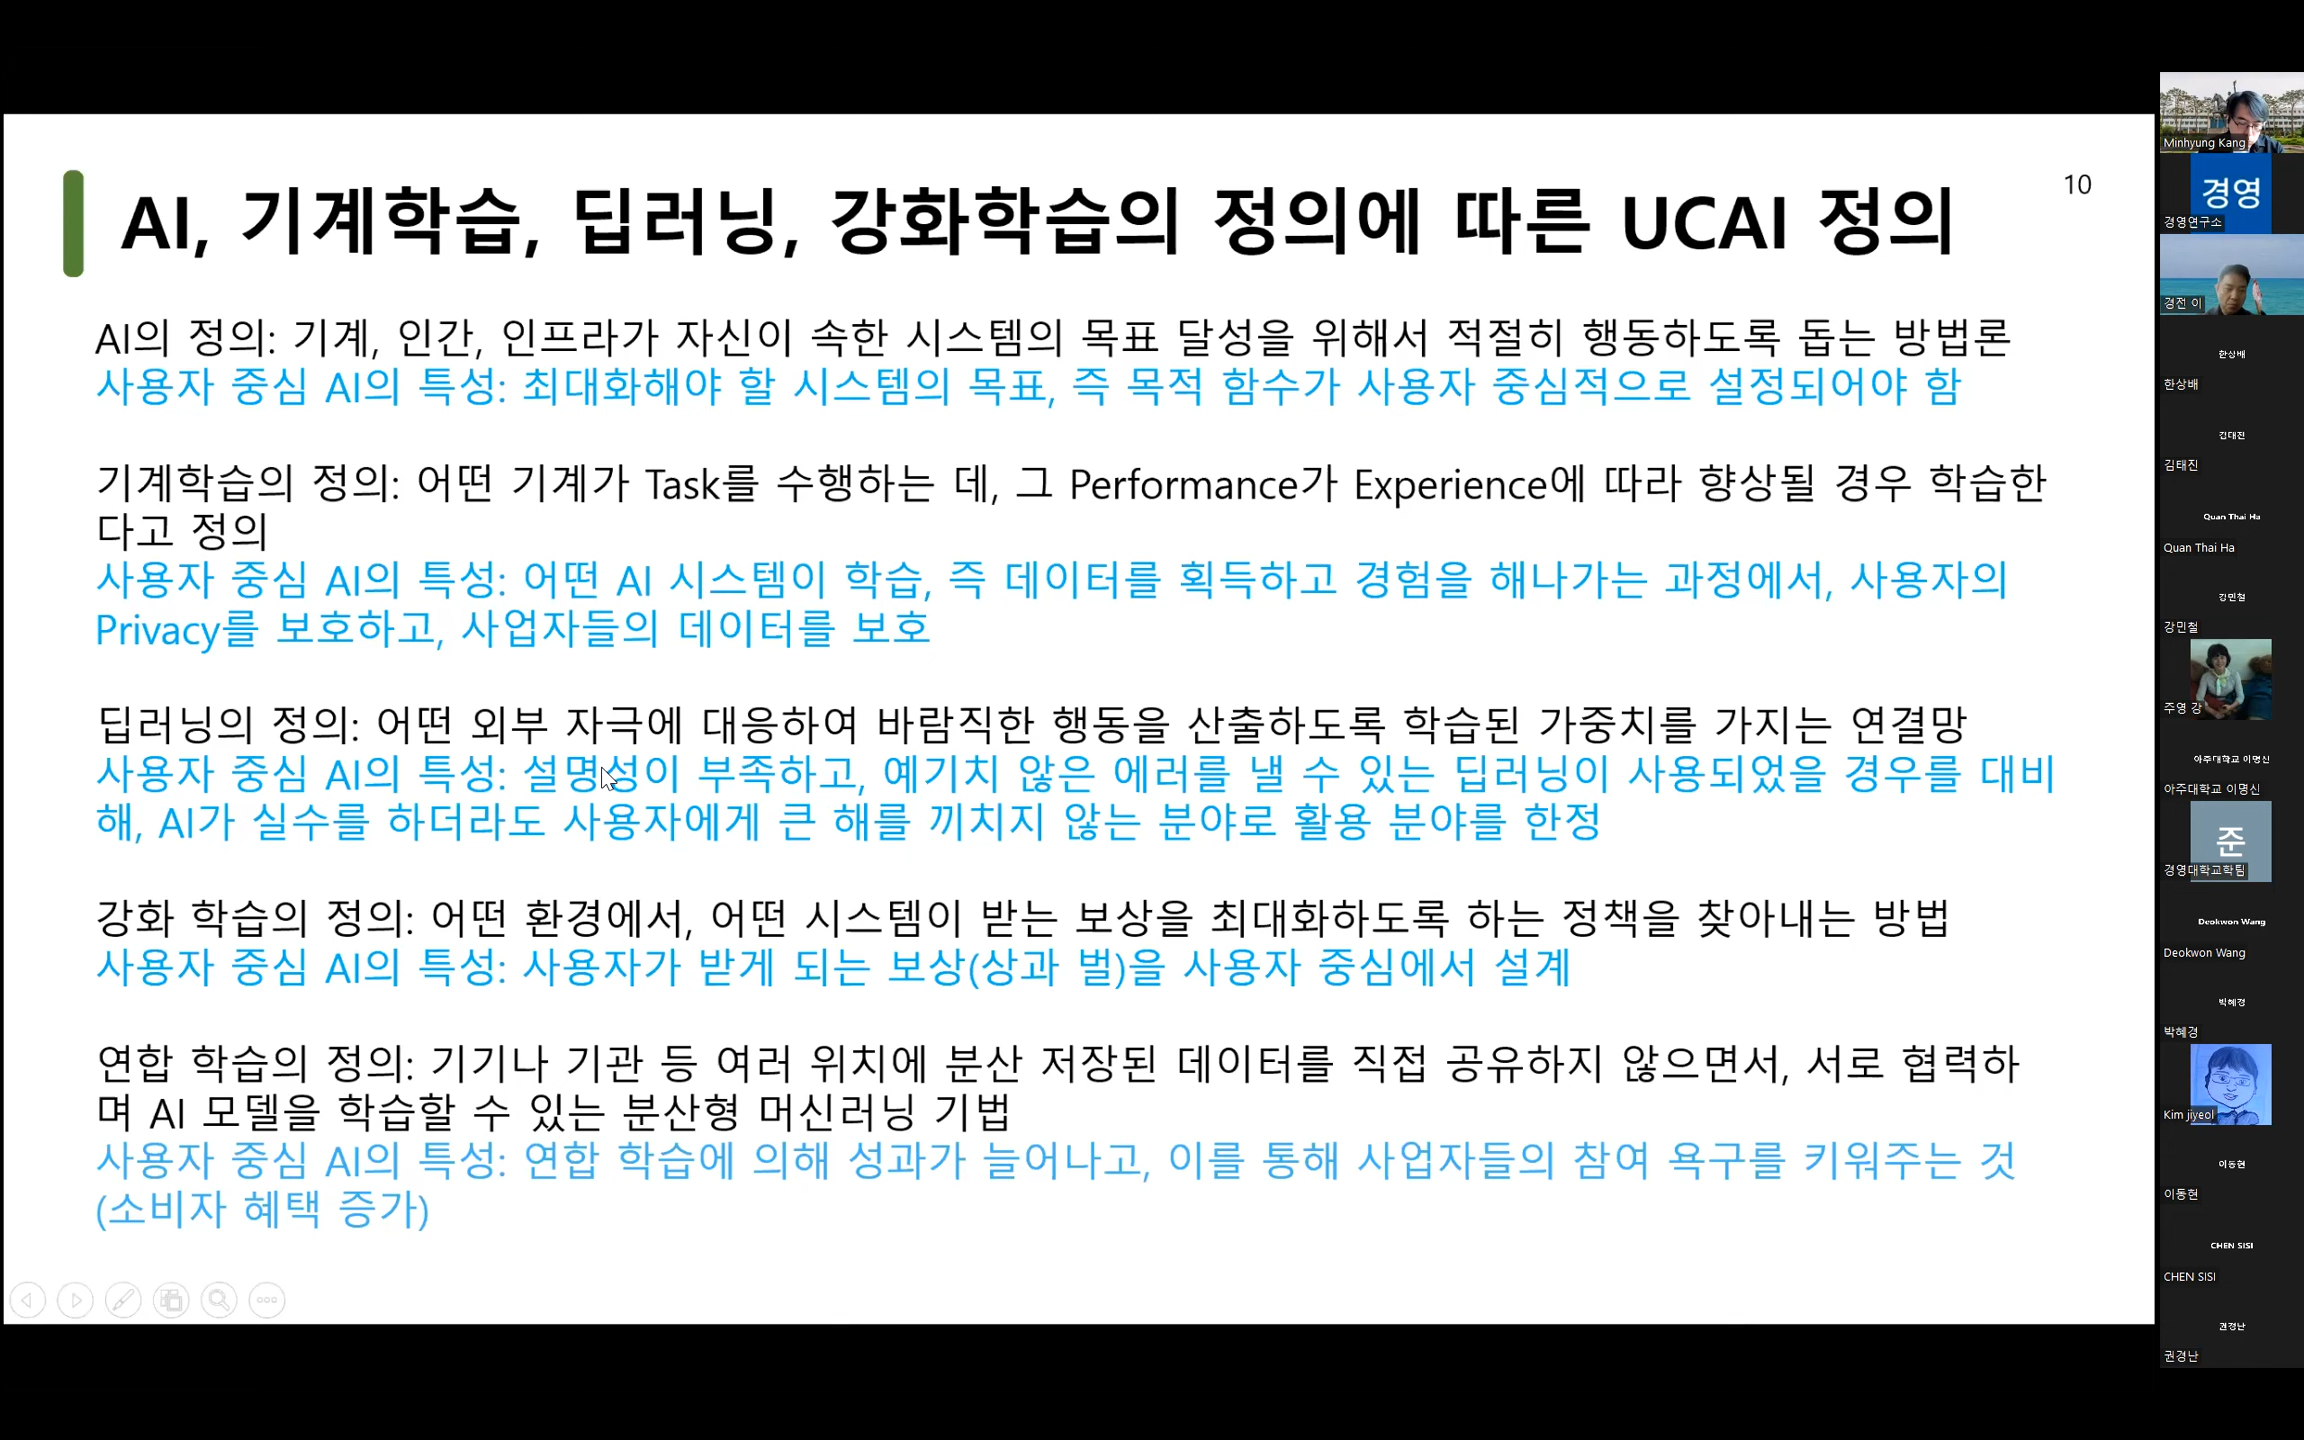 AI, 기계학습, 딥러닝, 강화학습의 정의에 따른 UCAI 정의
10
AI의 정의: 기계, 인간, 인프라가 자신이 속한 시스템의 목표 달성을 위해서 적절히 행동하도록 돕는 방법론
사용자 중심 AI의 특성: 최대화해야 할 시스템의 목표, 즉 목적 함수가 사용자 중심적으로 설정되어야 함
기계학습의 정의: 어떤 기계가 Task를 수행하는 데, 그 Performance가 Experience에 따라 향상될 경우 학습한
다고 정의
사용자 중심 AI의 특성: 어떤 AI 시스템이 학습, 즉 데이터를 획득하고 경험을 해나가는 과정에서, 사용자의
Privacy를 보호하고, 사업자들의 데이터를 보호
딥러닝의 정의: 어떤 외부 자극에 대응하여 바람직한 행동을 산출하도록 학습된 가중치를 가지는 연결망
사용자 중심 AI의 특성: 설명성이 부족하고, 예기치 않은 에러를 낼 수 있는 딥러닝이 사용되었을 경우를 대비
해, AI가 실수를 하더라도 사용자에게 큰 해를 끼치지 않는 분야로 활용 분야를 한정
강화 학습의 정의: 어떤 환경에서, 어떤 시스템이 받는 보상을 최대화하도록 하는 정책을 찾아내는 방법
사용자 중심 AI의 특성: 사용자가 받게 되는 보상(상과 벌)을 사용자 중심에서 설계
연합 학습의 정의: 기기나 기관 등 여러 위치에 분산 저장된 데이터를 직접 공유하지 않으면서, 서로 협력하
며 AI 모델을 학습할 수 있는 분산형 머신러닝 기법
사용자 중심 AI의 특성: 연합 학습에 의해 성과가 늘어나고, 이를 통해 사업자들의 참여 욕구를 키워주는 것
(소비자 혜택 증가)
Minhyung Kang
경영
경영연구소
경전 이
한상배
한상배
김태진
김태진
Quan Thai Ha
Quan Thai Ha
강민철
강민철
주영 강
아주대학교 이명신
아주대학교 이명신
준
경영대학교학팀
Deokwon Wang
Deokwon Wang
박혜경
박혜경
Kim jiyeol
이동현
이동현
CHEN SISI
CHEN SISI
권경난
권경난